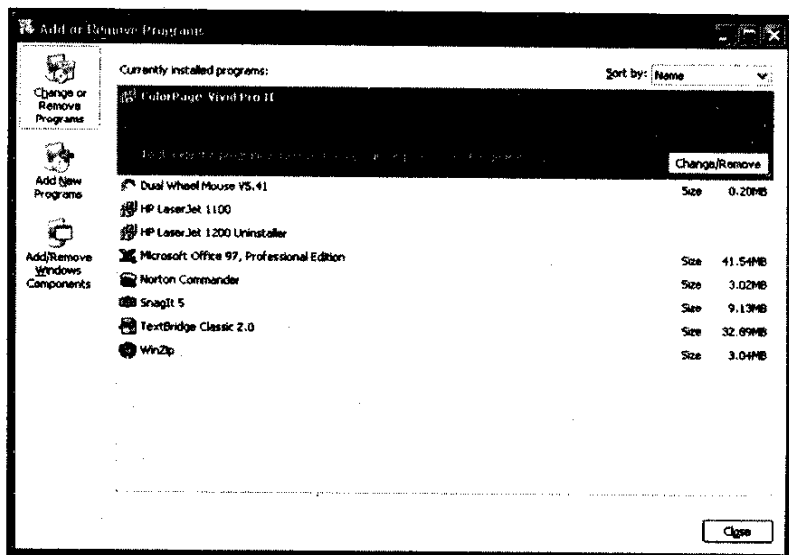 Add or Remove Programs
Currently installed programs:
Sort by: Name
Change or
Remove
Programs
ColorPage-Vivid Pro II
Change/Remove
Add New
Programs
Dual Wheel Mouse V5.41 Size 0.20MB
HP LaserJet 1100
HP LaserJet 1200 Uninstaller
Add/Remove
Windows
Components
Microsoft Office 97, Professional Edition Size 41.54MB
Norton Commander Size 3.02MB
SnagIt 5 Size 9.13MB
TextBridge Classic 2.0 Size 32.89MB
WinZip Size 3.04MB
Close